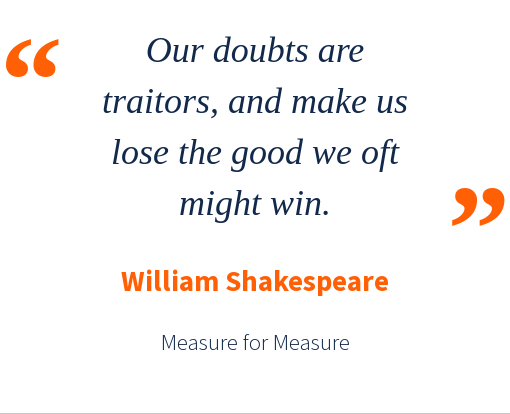 “ Our doubts are
traitors, and make us
lose the good we oft
might win. ”
William Shakespeare
Measure for Measure